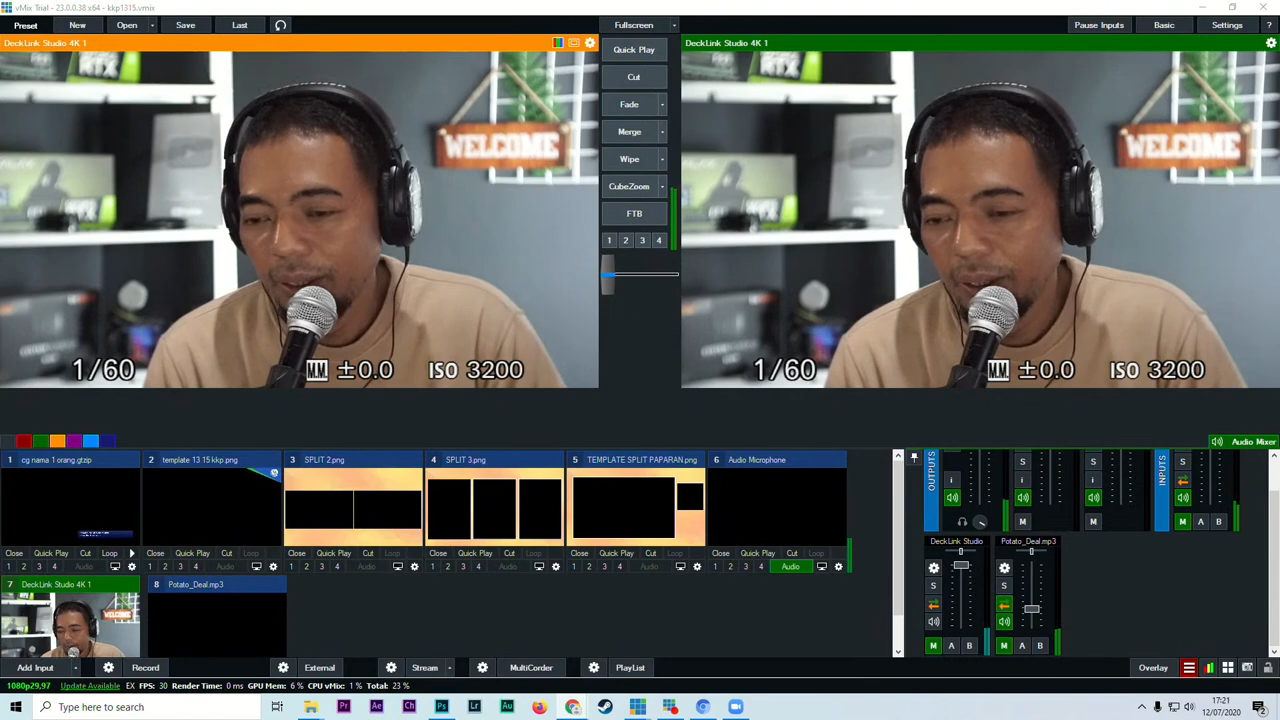 vMix Trial - 23.0.0.38 x64 - kkp1315.vmix
Preset New Open Save Last
Fullscreen
Pause Inputs Basic Settings ?
DeckLink Studio 4K 1
DeckLink Studio 4K 1
WELCOME
1/60 M.M. ±0.0 ISO 3200
WELCOME
1/60 M.M. ±0.0 ISO 3200
Quick Play
Cut
Fade
Merge
Wipe
CubeZoom
FTB
1 2 3 4
Audio Mixer
1 cg nama 1 orang.gtzip
Close Quick Play Cut Loop
1 2 3 4 Audio
2 template 13 15 kkp.png
Close Quick Play Cut Loop
1 2 3 4 Audio
3 SPLIT 2.png
Close Quick Play Cut Loop
1 2 3 4 Audio
4 SPLIT 3.png
Close Quick Play Cut Loop
1 2 3 4 Audio
5 TEMPLATE SPLIT PAPARAN.png
Close Quick Play Cut Loop
1 2 3 4 Audio
6 Audio Microphone
Close Quick Play Cut Loop
1 2 3 4 Audio
7 DeckLink Studio 4K 1
8 Potato_Deal.mp3
OUTPUTS
M
M
INPUTS
S
S
S
M A B
DeckLink Studio
S
M A B
Potato_Deal.mp3
S
M A B
Add Input Record External Stream MultiCorder PlayList Overlay
1080p29,97 Update Available EX FPS: 30 Render Time: 0 ms GPU Mem: 6 % CPU vMix: 1 % Total: 23 %
Type here to search
Pr Ae Ch Ps Lr Au
17:21
12/07/2020
2